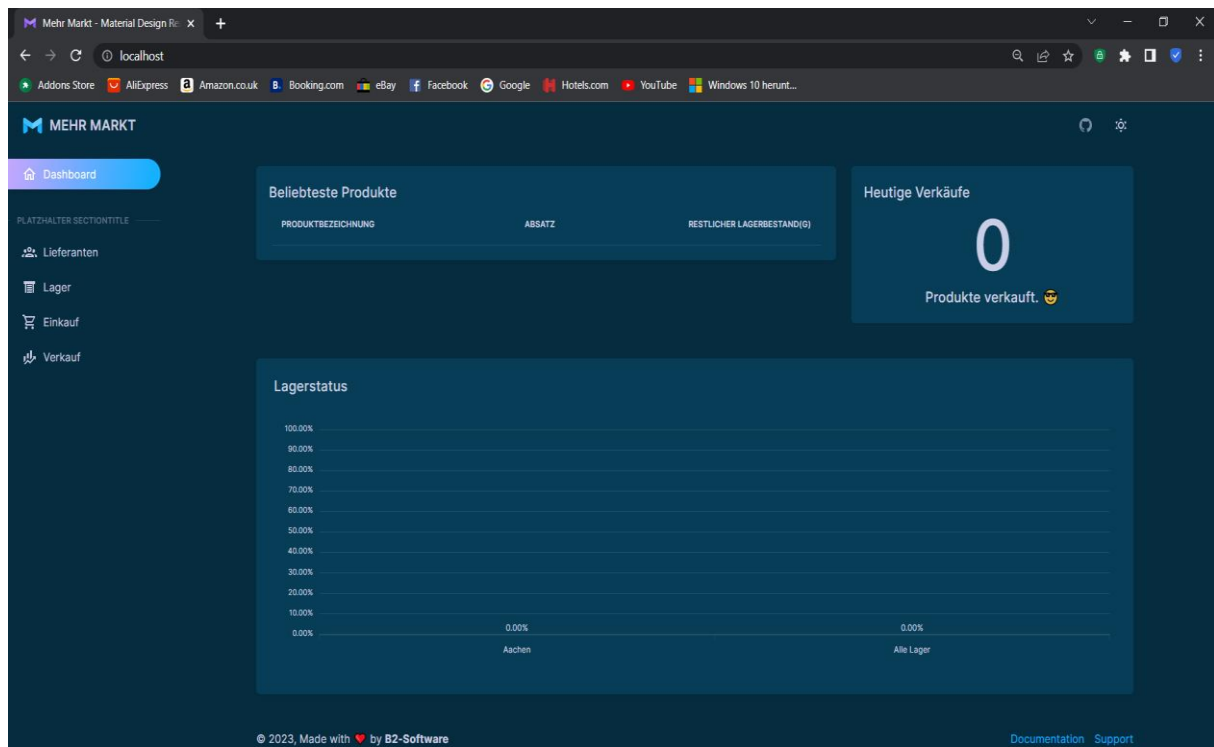 Mehr Markt - Material Design Re
localhost
Addons Store AliExpress Amazon.co.uk Booking.com eBay Facebook Google Hotels.com YouTube Windows 10 herunt...
MEHR MARKT
Dashboard
PLATZHALTER SECTIONTITLE
Lieferanten
Lager
Einkauf
Verkauf
Beliebteste Produkte
PRODUKTBEZEICHNUNG ABSATZ RESTLICHER LAGERBESTAND(G)
Heutige Verkäufe
0
Produkte verkauft. 😎
Lagerstatus
100.00%
90.00%
80.00%
70.00%
60.00%
50.00%
40.00%
30.00%
20.00%
10.00%
0.00%
0.00% 0.00%
Aachen Alle Lager
© 2023, Made with ❤️ by B2-Software
Documentation Support